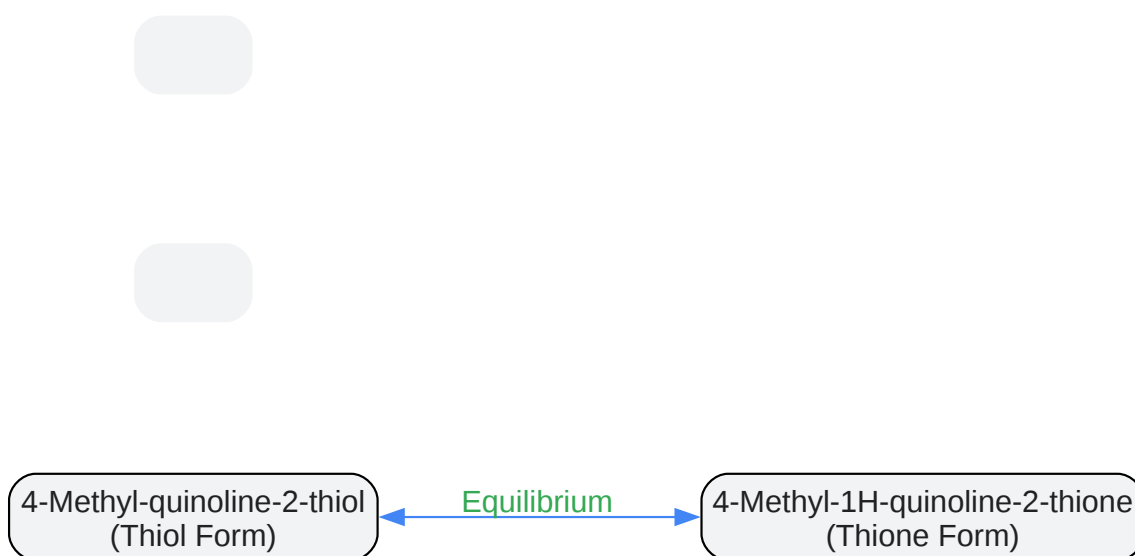 4-Methyl-quinoline-2-thiol
(Thiol Form)
Equilibrium
4-Methyl-1H-quinoline-2-thione
(Thione Form)